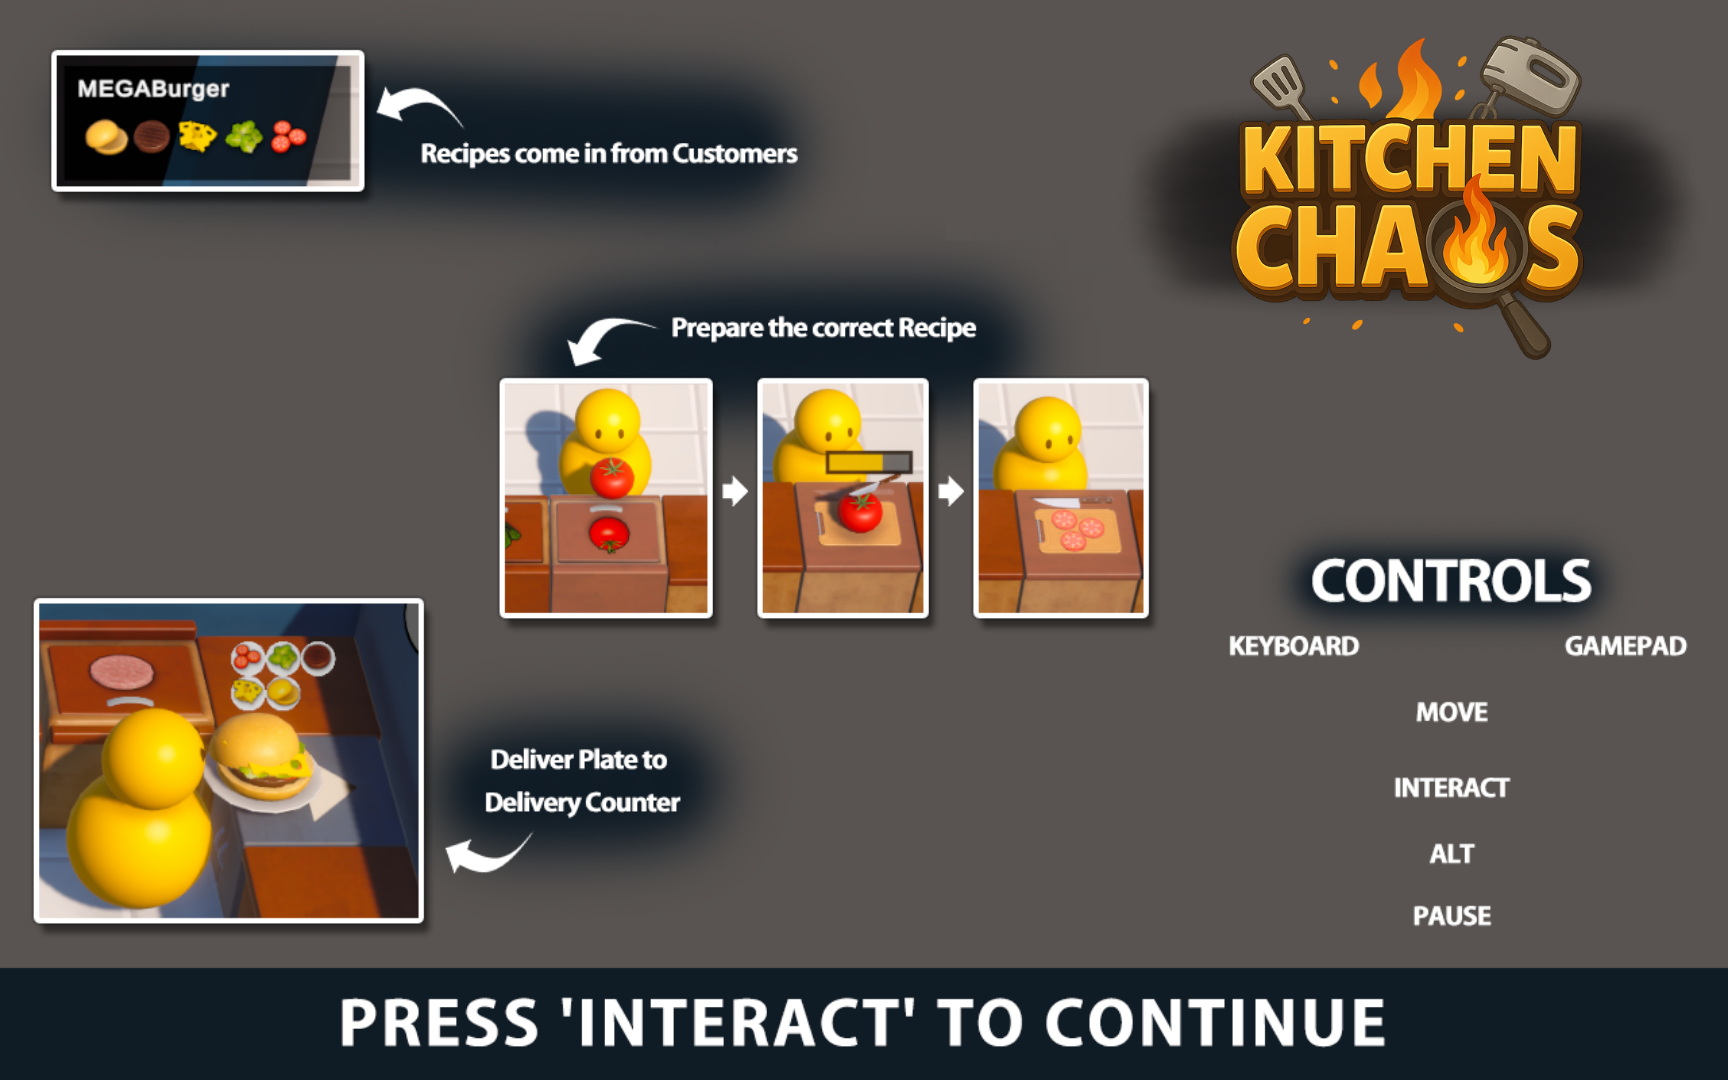 MEGABurger
Recipes come in from Customers
KITCHEN
CHAOS
Prepare the correct Recipe
Deliver Plate to
Delivery Counter
CONTROLS
KEYBOARD GAMEPAD
MOVE
INTERACT
ALT
PAUSE
PRESS 'INTERACT' TO CONTINUE